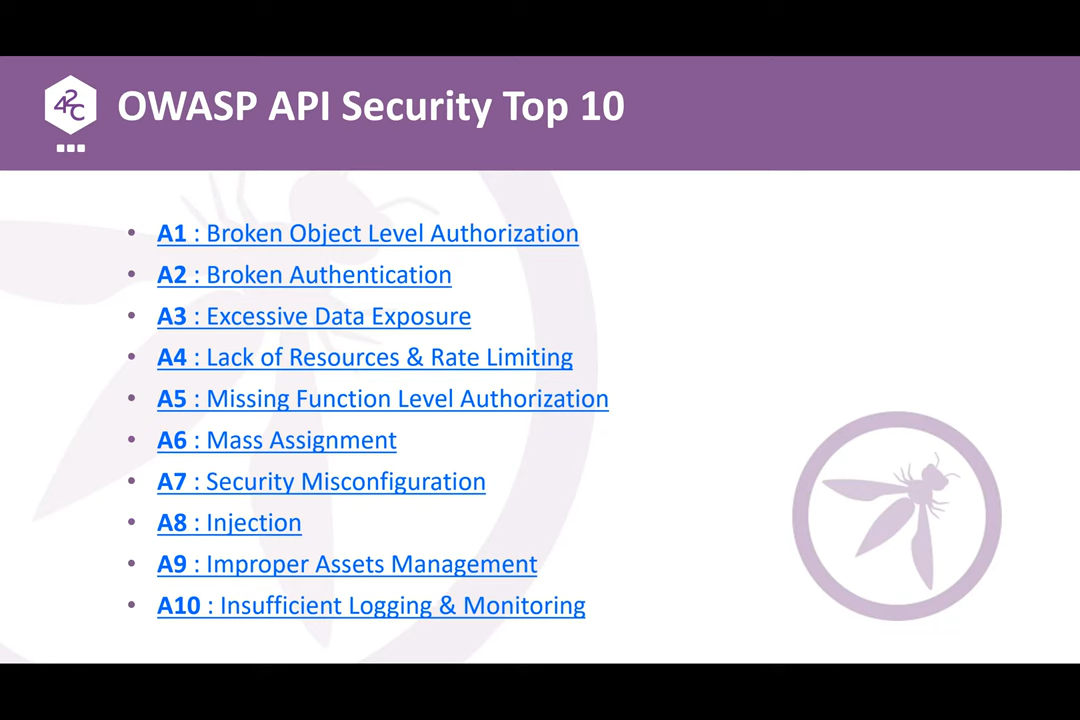 42C
OWASP API Security Top 10
• A1 : Broken Object Level Authorization
• A2 : Broken Authentication
• A3 : Excessive Data Exposure
• A4 : Lack of Resources & Rate Limiting
• A5 : Missing Function Level Authorization
• A6 : Mass Assignment
• A7 : Security Misconfiguration
• A8 : Injection
• A9 : Improper Assets Management
• A10 : Insufficient Logging & Monitoring